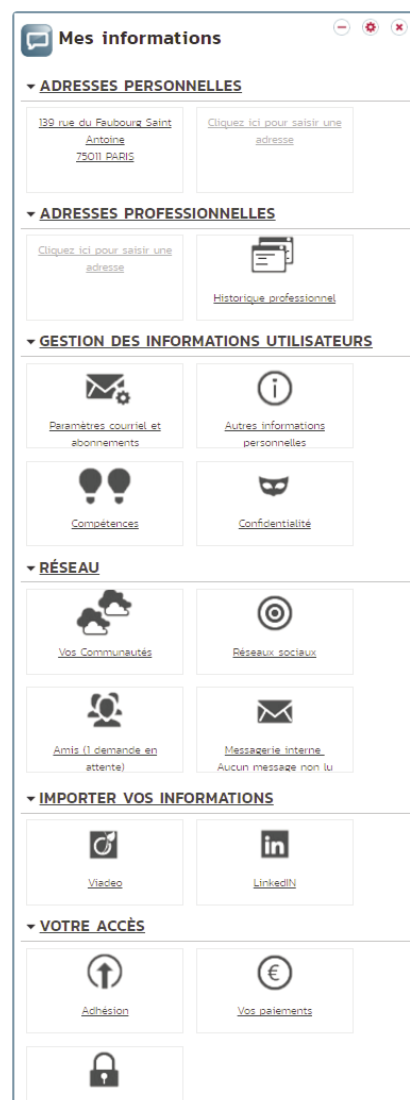 Mes informations
ADRESSES PERSONNELLES
139 rue du Faubourg Saint
Antoine
75011 PARIS
Cliquez ici pour saisir une
adresse
ADRESSES PROFESSIONNELLES
Cliquez ici pour saisir une
adresse
Historique professionnel
GESTION DES INFORMATIONS UTILISATEURS
Paramètres courriel et
abonnements
Autres informations
personnelles
Compétences
Confidentialité
RÉSEAU
Vos Communautés
Réseaux sociaux
Amis (1 demande en
attente)
Messagerie interne
Aucun message non lu
IMPORTER VOS INFORMATIONS
Viadeo
LinkedIN
VOTRE ACCÈS
Adhésion
Vos paiements